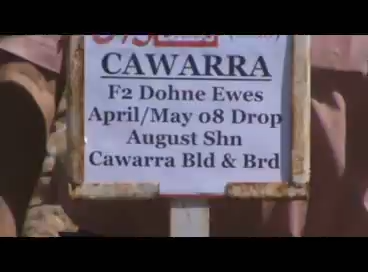 CAWARRA
F2 Dohne Ewes
April/May 08 Drop
August Shn
Cawarra Bld & Brd